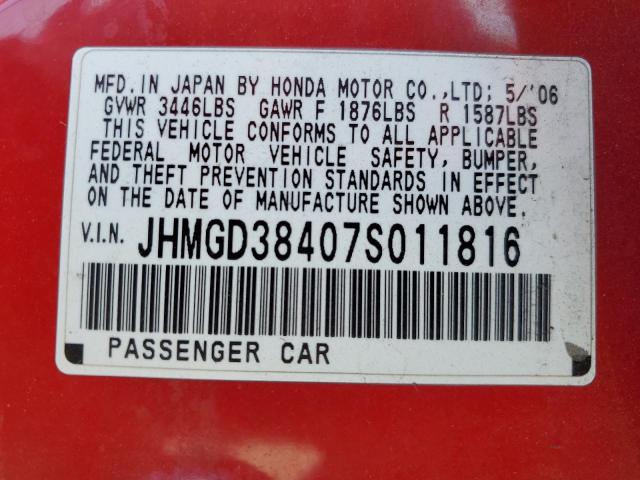 MFD. IN JAPAN BY HONDA MOTOR CO.,LTD; 5/'06
GVWR 3446LBS GAWR F 1876LBS R 1587LBS
THIS VEHICLE CONFORMS TO ALL APPLICABLE
FEDERAL MOTOR VEHICLE SAFETY, BUMPER,
AND THEFT PREVENTION STANDARDS IN EFFECT
ON THE DATE OF MANUFACTURE SHOWN ABOVE.
V.I.N. JHMGD38407S011816
PASSENGER CAR